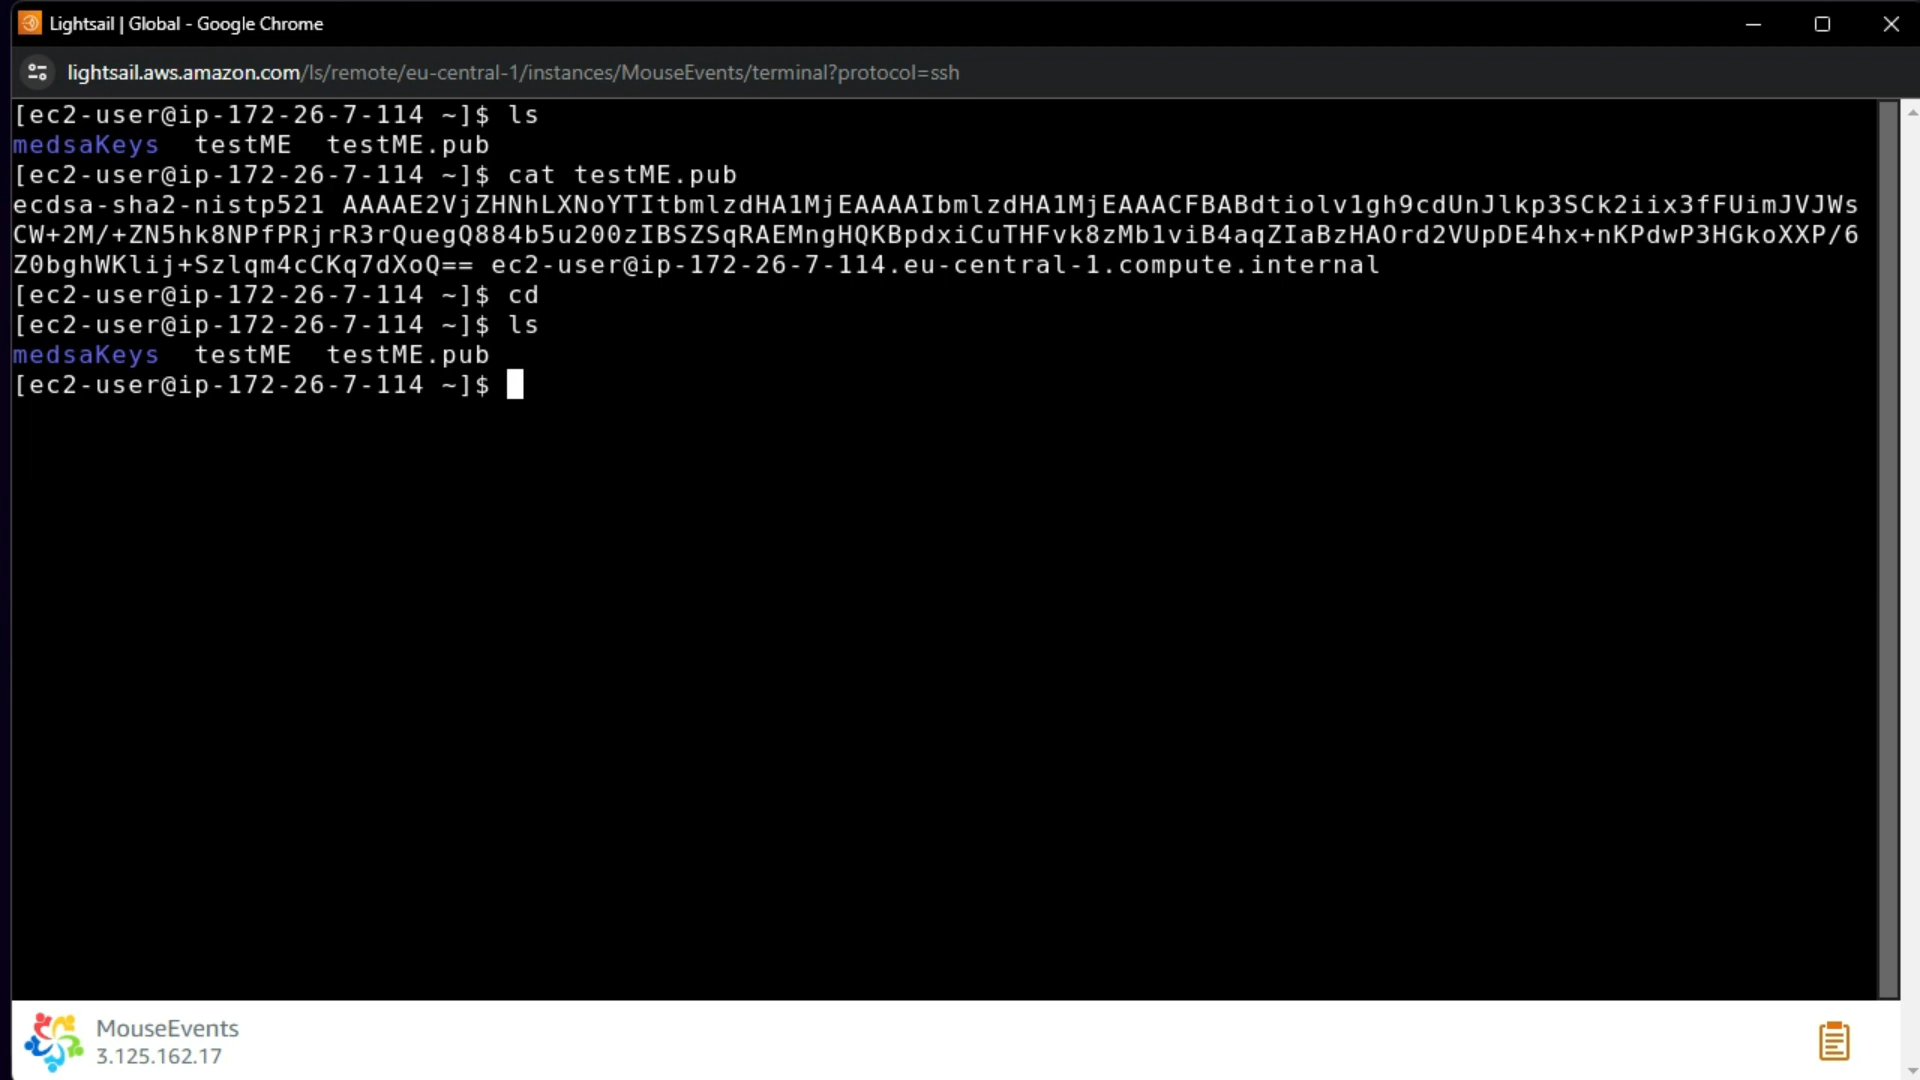 Lightsail | Global - Google Chrome
lightsail.aws.amazon.com/ls/remote/eu-central-1/instances/MouseEvents/terminal?protocol=ssh
[ec2-user@ip-172-26-7-114 ~]$ ls
medsaKeys  testME  testME.pub
[ec2-user@ip-172-26-7-114 ~]$ cat testME.pub
ecdsa-sha2-nistp521 AAAAE2VjZHNhLXNoYTItbmlzdHA1MjEAAAAIbmlzdHA1MjEAAACFBABdtiolv1gh9cdUnJlkp3SCk2iix3fFUimJVJWs
CW+2M/+ZN5hk8NPfPRjrR3rQuegQ884b5u200zIBSZSqRAEMngHQKBpdxiCuTHFvk8zMb1viB4aqZIaBzHAOrd2VUpDE4hx+nKPdwP3HGkoXXP/6
Z0bghWKlij+Szlqm4cCKq7dXoQ== ec2-user@ip-172-26-7-114.eu-central-1.compute.internal
[ec2-user@ip-172-26-7-114 ~]$ cd
[ec2-user@ip-172-26-7-114 ~]$ ls
medsaKeys  testME  testME.pub
[ec2-user@ip-172-26-7-114 ~]$
MouseEvents
3.125.162.17